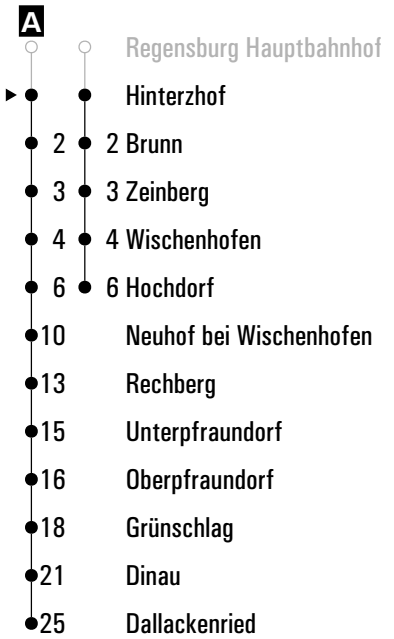 A
Regensburg Hauptbahnhof
Hinterzhof
2 2 Brunn
3 3 Zeinberg
4 4 Wischenhofen
6 6 Hochdorf
10 Neuhof bei Wischenhofen
13 Rechberg
15 Unterpfraundorf
16 Oberpfraundorf
18 Grünschlag
21 Dinau
25 Dallackenried